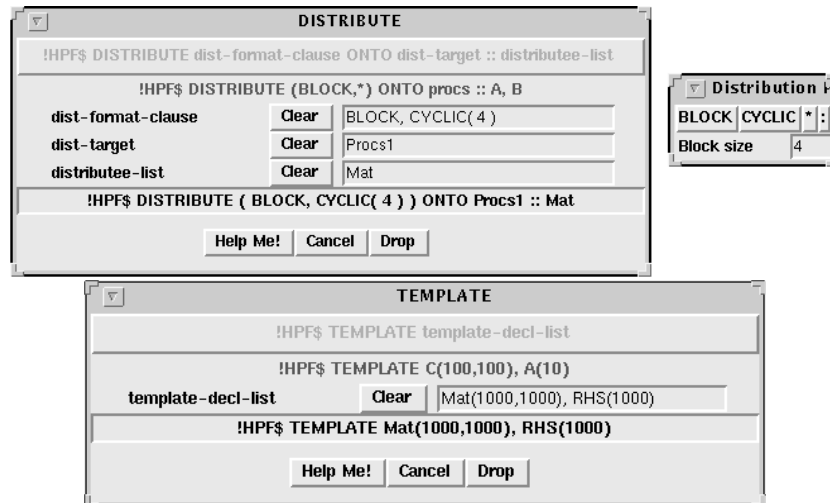 DISTRIBUTE
!HPF$ DISTRIBUTE dist-format-clause ONTO dist-target :: distributee-list
!HPF$ DISTRIBUTE (BLOCK,*) ONTO procs :: A, B
dist-format-clause Clear BLOCK, CYCLIC( 4 )
dist-target Clear Procs1
distributee-list Clear Mat
!HPF$ DISTRIBUTE ( BLOCK, CYCLIC( 4 ) ) ONTO Procs1 :: Mat
Help Me! Cancel Drop
Distribution
BLOCK CYCLIC * :
Block size 4
TEMPLATE
!HPF$ TEMPLATE template-decl-list
!HPF$ TEMPLATE C(100,100), A(10)
template-decl-list Clear Mat(1000,1000), RHS(1000)
!HPF$ TEMPLATE Mat(1000,1000), RHS(1000)
Help Me! Cancel Drop